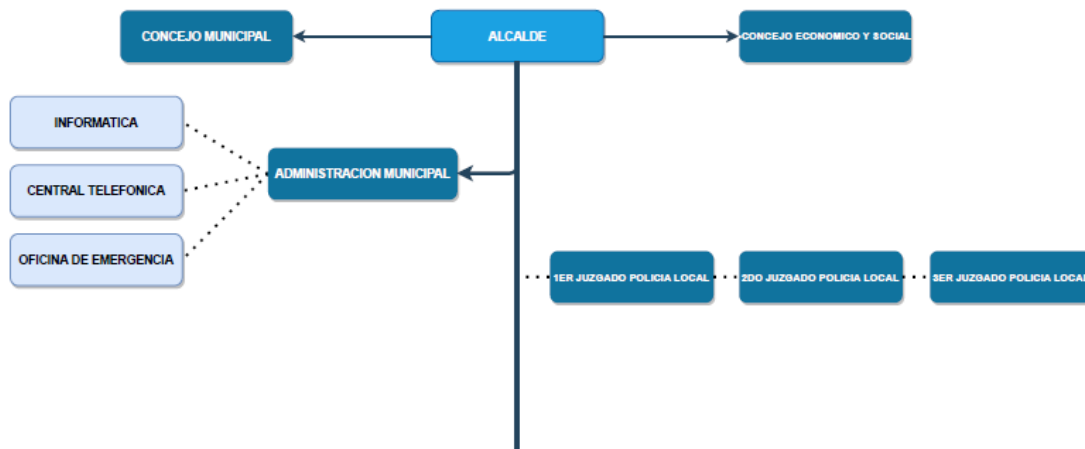 CONCEJO MUNICIPAL
ALCALDE
CONCEJO ECONOMICO Y SOCIAL
INFORMATICA
CENTRAL TELEFONICA
OFICINA DE EMERGENCIA
ADMINISTRACION MUNICIPAL
1ER JUZGADO POLICIA LOCAL
2DO JUZGADO POLICIA LOCAL
3ER JUZGADO POLICIA LOCAL